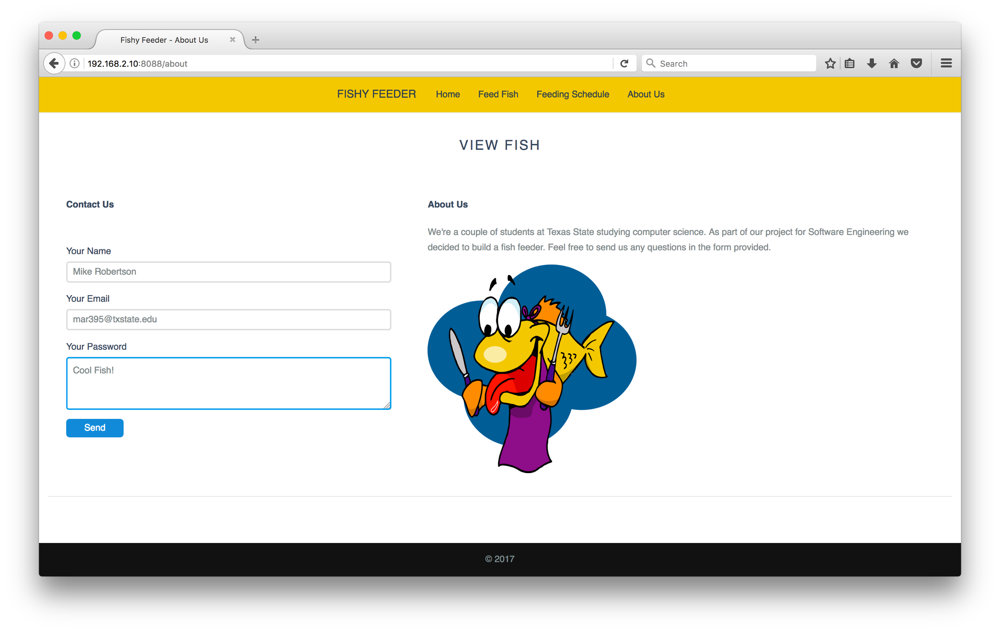 Fishy Feeder - About Us
192.168.2.10:8088/about
Search
FISHY FEEDER Home Feed Fish Feeding Schedule About Us
VIEW FISH
Contact Us
Your Name
Mike Robertson
Your Email
mar395@txstate.edu
Your Password
Cool Fish!
Send
About Us
We're a couple of students at Texas State studying computer science. As part of our project for Software Engineering we
decided to build a fish feeder. Feel free to send us any questions in the form provided.
© 2017